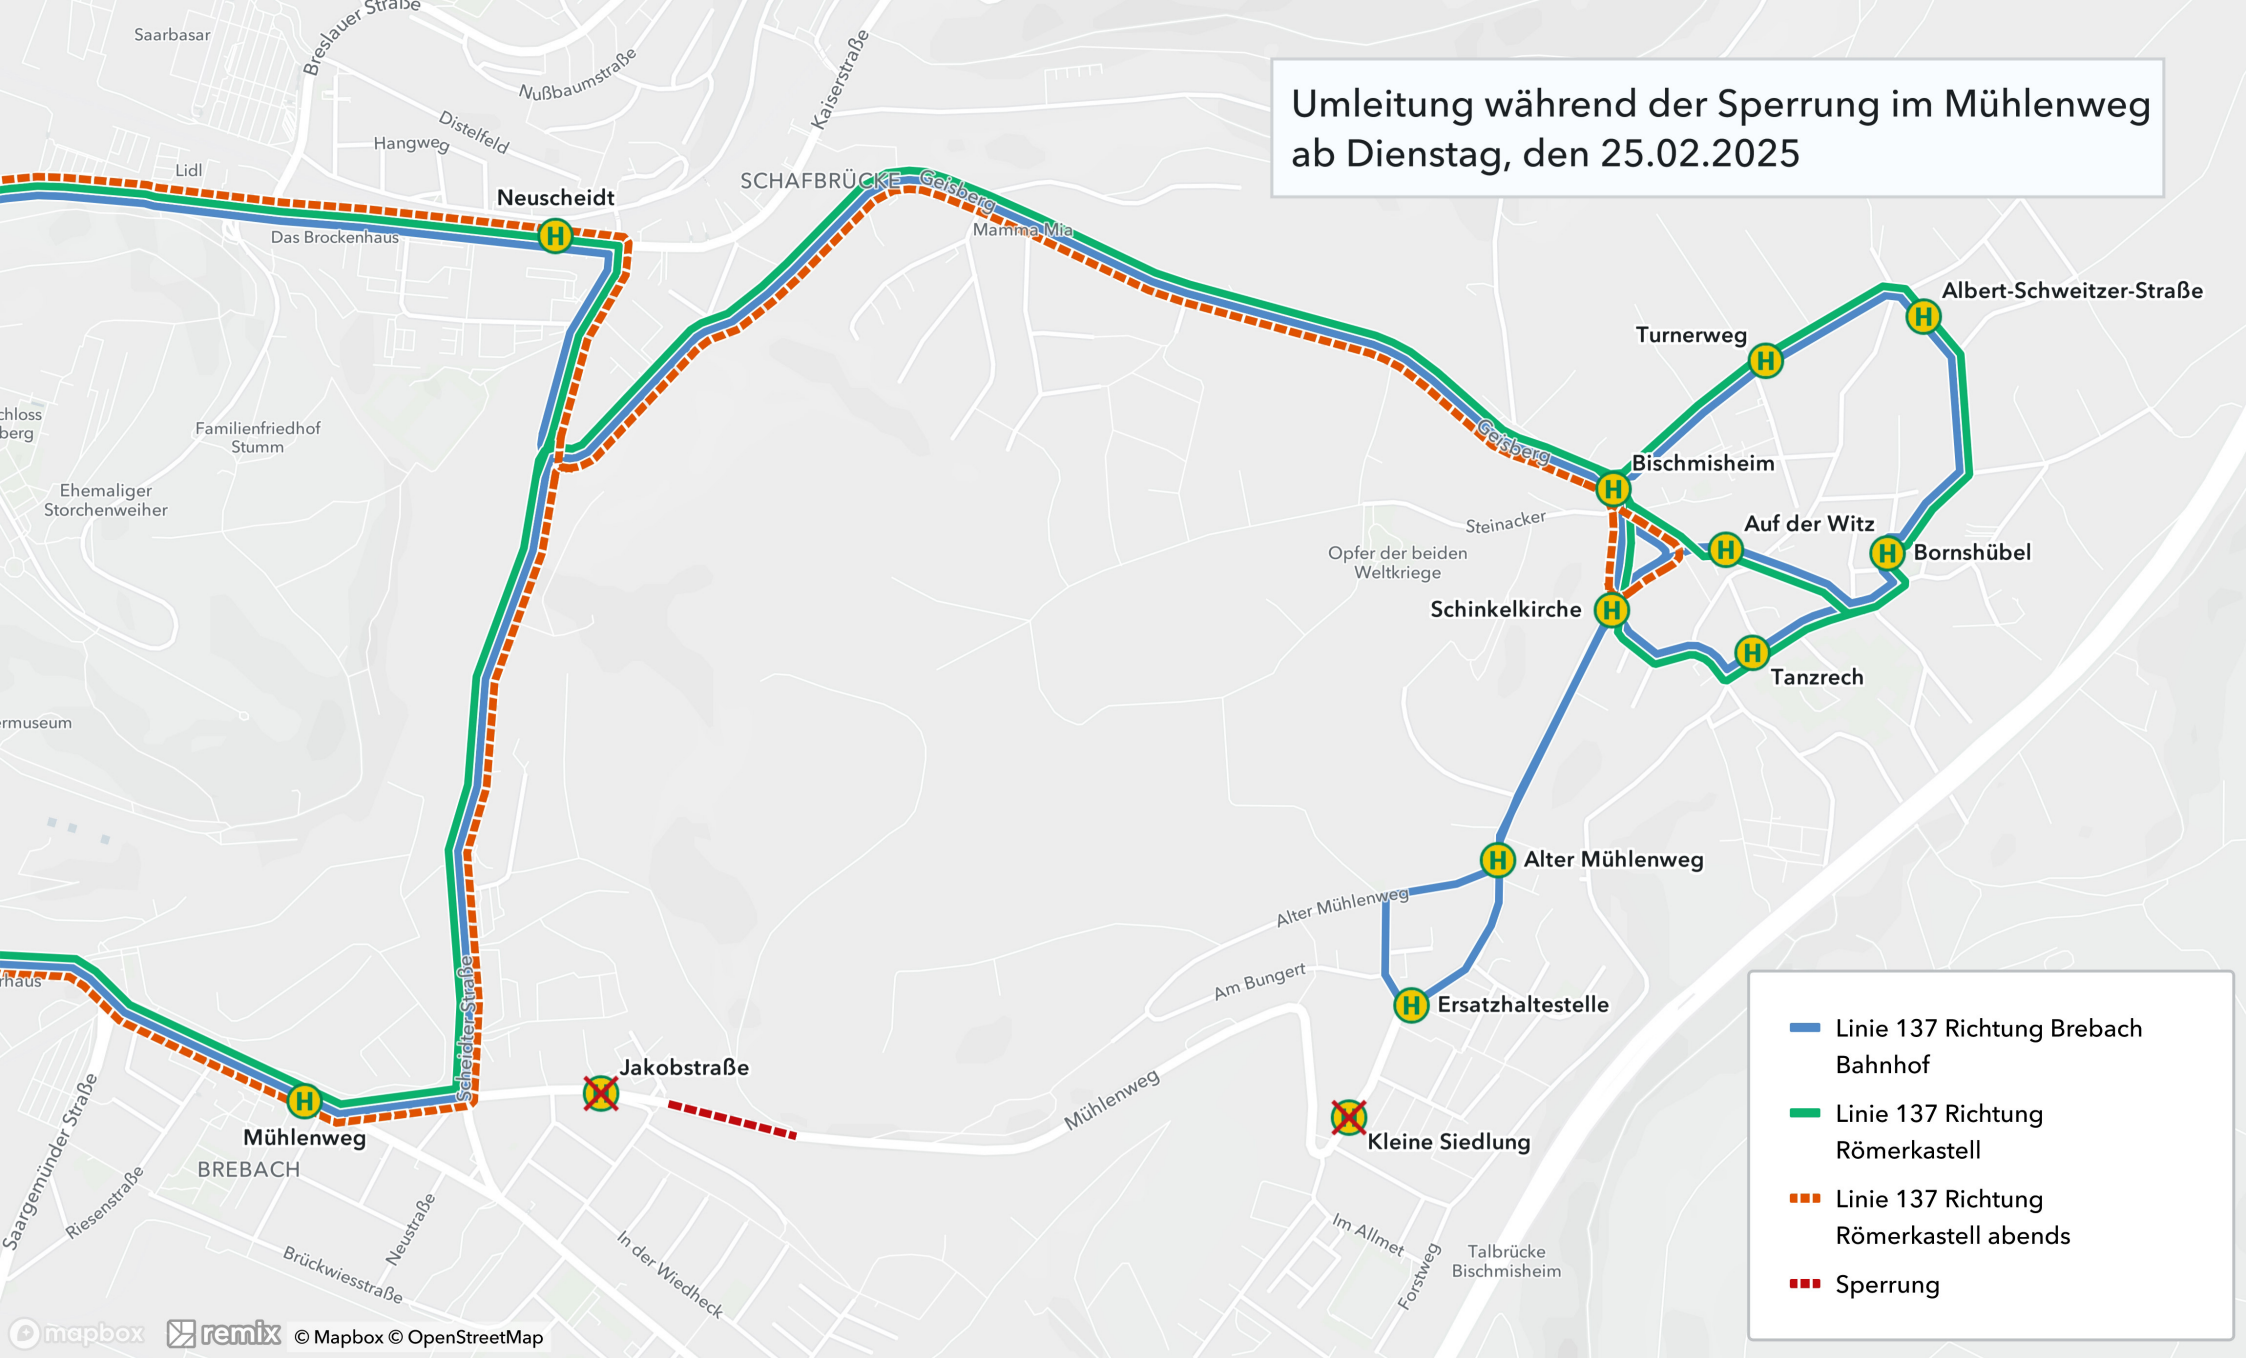 Umleitung während der Sperrung im Mühlenweg
ab Dienstag, den 25.02.2025
Saarbasar
Breslauer Straße
Nußbaumstraße
Kaiserstraße
Distelfeld
Hangweg
Lidl
Neuscheidt
Das Brockenhaus
SCHAFBRÜCKE
Geisberg
Mamma Mia
Albert-Schweitzer-Straße
Turnerweg
chloss
berg
Familienfriedhof
Stumm
Geisberg
Bischmisheim
Ehemaliger
Storchenweiher
Steinacker
Auf der Witz
Bornshübel
Opfer der beiden
Weltkriege
Schinkelkirche
Tanzrech
ermuseum
Alter Mühlenweg
Alter Mühlenweg
Am Bungert
Ersatzhaltestelle
rhaus
Scheidter Straße
Jakobstraße
Mühlenweg
Mühlenweg
Kleine Siedlung
BREBACH
Saargemünder Straße
Riesenstraße
Neustraße
Brückwiesstraße
In der Wiedheck
Im Allmet
Forstweg
Talbrücke
Bischmisheim
Linie 137 Richtung Brebach
Bahnhof
Linie 137 Richtung
Römerkastell
Linie 137 Richtung
Römerkastell abends
Sperrung
mapbox
remix
© Mapbox © OpenStreetMap
H
H
H
H
H
H
H
H
H
H
H
H
H